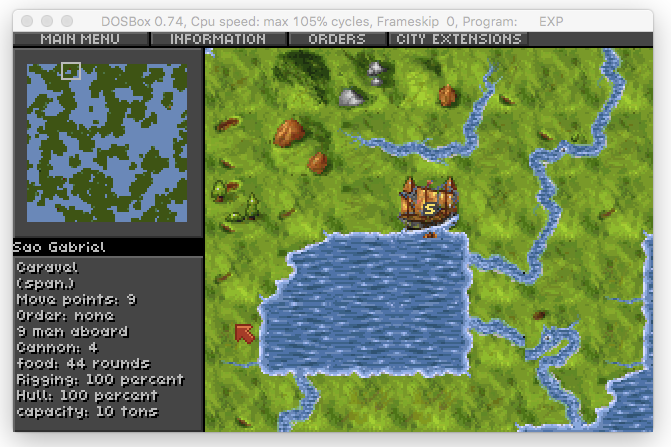 DOSBox 0.74, Cpu speed: max 105% cycles, Frameskip 0, Program: EXP
MAIN MENU INFORMATION ORDERS CITY EXTENSIONS
Sao Gabriel
Caravel
(span.)
Move points: 9
Order: none
9 men aboard
Cannon: 4
food: 44 rounds
Rigging: 100 percent
Hull: 100 percent
capacity: 10 tons
S